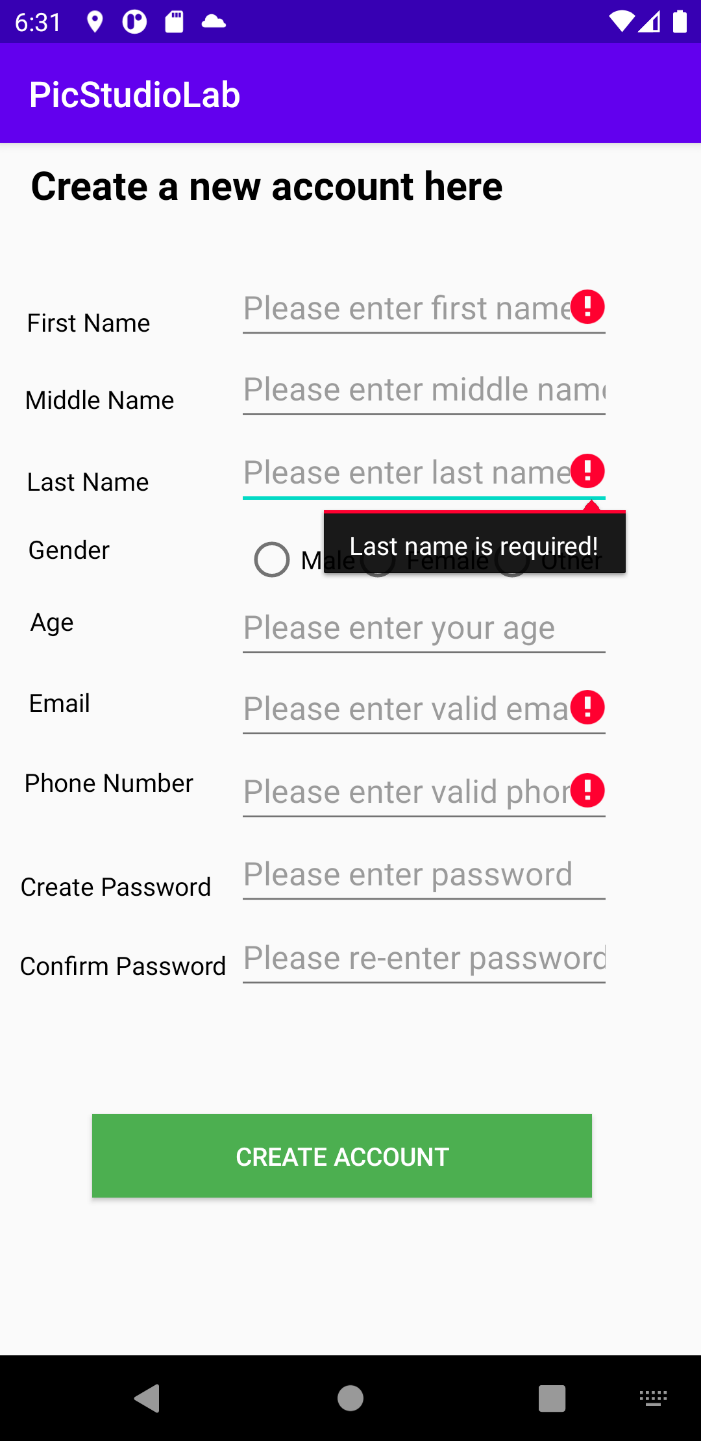 6:31
PicStudioLab
Create a new account here
First Name Please enter first name
Middle Name Please enter middle name
Last Name Please enter last name
Last name is required!
Gender Male Female Other
Age Please enter your age
Email Please enter valid ema
Phone Number Please enter valid phor
Create Password Please enter password
Confirm Password Please re-enter password
CREATE ACCOUNT